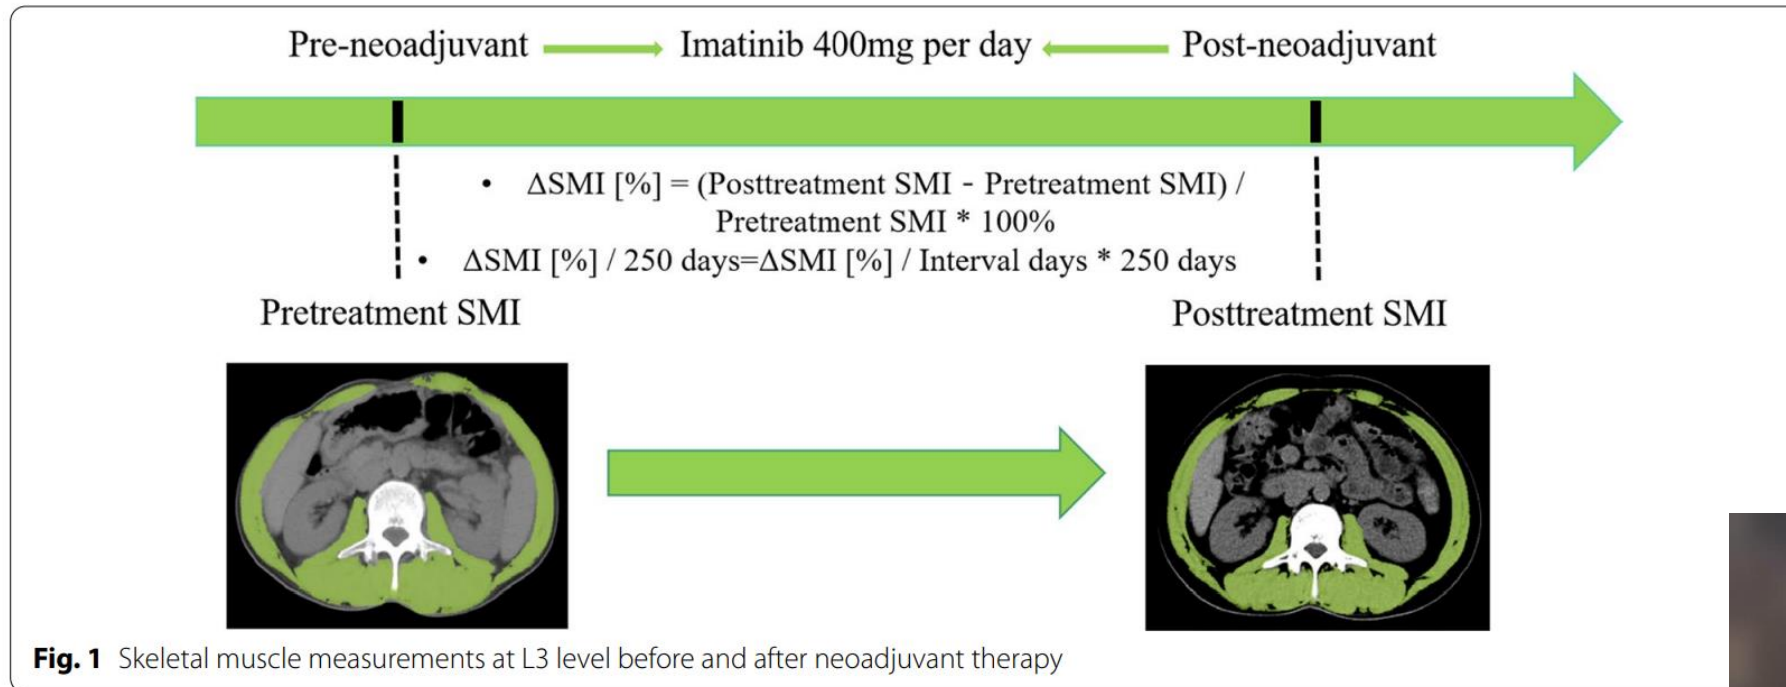 Pre-neoadjuvant Imatinib 400mg per day Post-neoadjuvant
• ΔSMI [%] = (Posttreatment SMI - Pretreatment SMI) /
Pretreatment SMI * 100%
• ΔSMI [%] / 250 days=ΔSMI [%] / Interval days * 250 days
Pretreatment SMI
Posttreatment SMI
Fig. 1 Skeletal muscle measurements at L3 level before and after neoadjuvant therapy